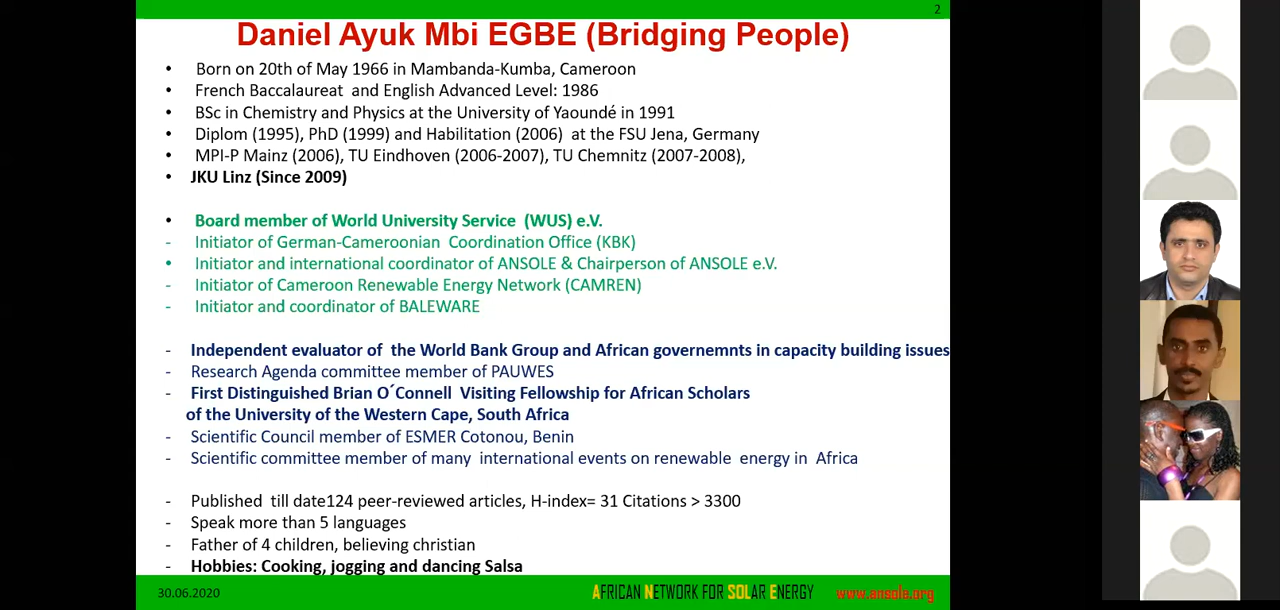 2
Daniel Ayuk Mbi EGBE (Bridging People)
• Born on 20th of May 1966 in Mambanda-Kumba, Cameroon
• French Baccalaureat and English Advanced Level: 1986
• BSc in Chemistry and Physics at the University of Yaoundé in 1991
• Diplom (1995), PhD (1999) and Habilitation (2006) at the FSU Jena, Germany
• MPI-P Mainz (2006), TU Eindhoven (2006-2007), TU Chemnitz (2007-2008),
• JKU Linz (Since 2009)
• Board member of World University Service (WUS) e.V.
- Initiator of German-Cameroonian Coordination Office (KBK)
• Initiator and international coordinator of ANSOLE & Chairperson of ANSOLE e.V.
- Initiator of Cameroon Renewable Energy Network (CAMREN)
- Initiator and coordinator of BALEWARE
- Independent evaluator of the World Bank Group and African governemnts in capacity building issues
- Research Agenda committee member of PAUWES
- First Distinguished Brian O´Connell Visiting Fellowship for African Scholars
of the University of the Western Cape, South Africa
- Scientific Council member of ESMER Cotonou, Benin
- Scientific committee member of many international events on renewable energy in Africa
- Published till date124 peer-reviewed articles, H-index= 31 Citations > 3300
- Speak more than 5 languages
- Father of 4 children, believing christian
- Hobbies: Cooking, jogging and dancing Salsa
30.06.2020 AFRICAN NETWORK FOR SOLAR ENERGY www.ansole.org